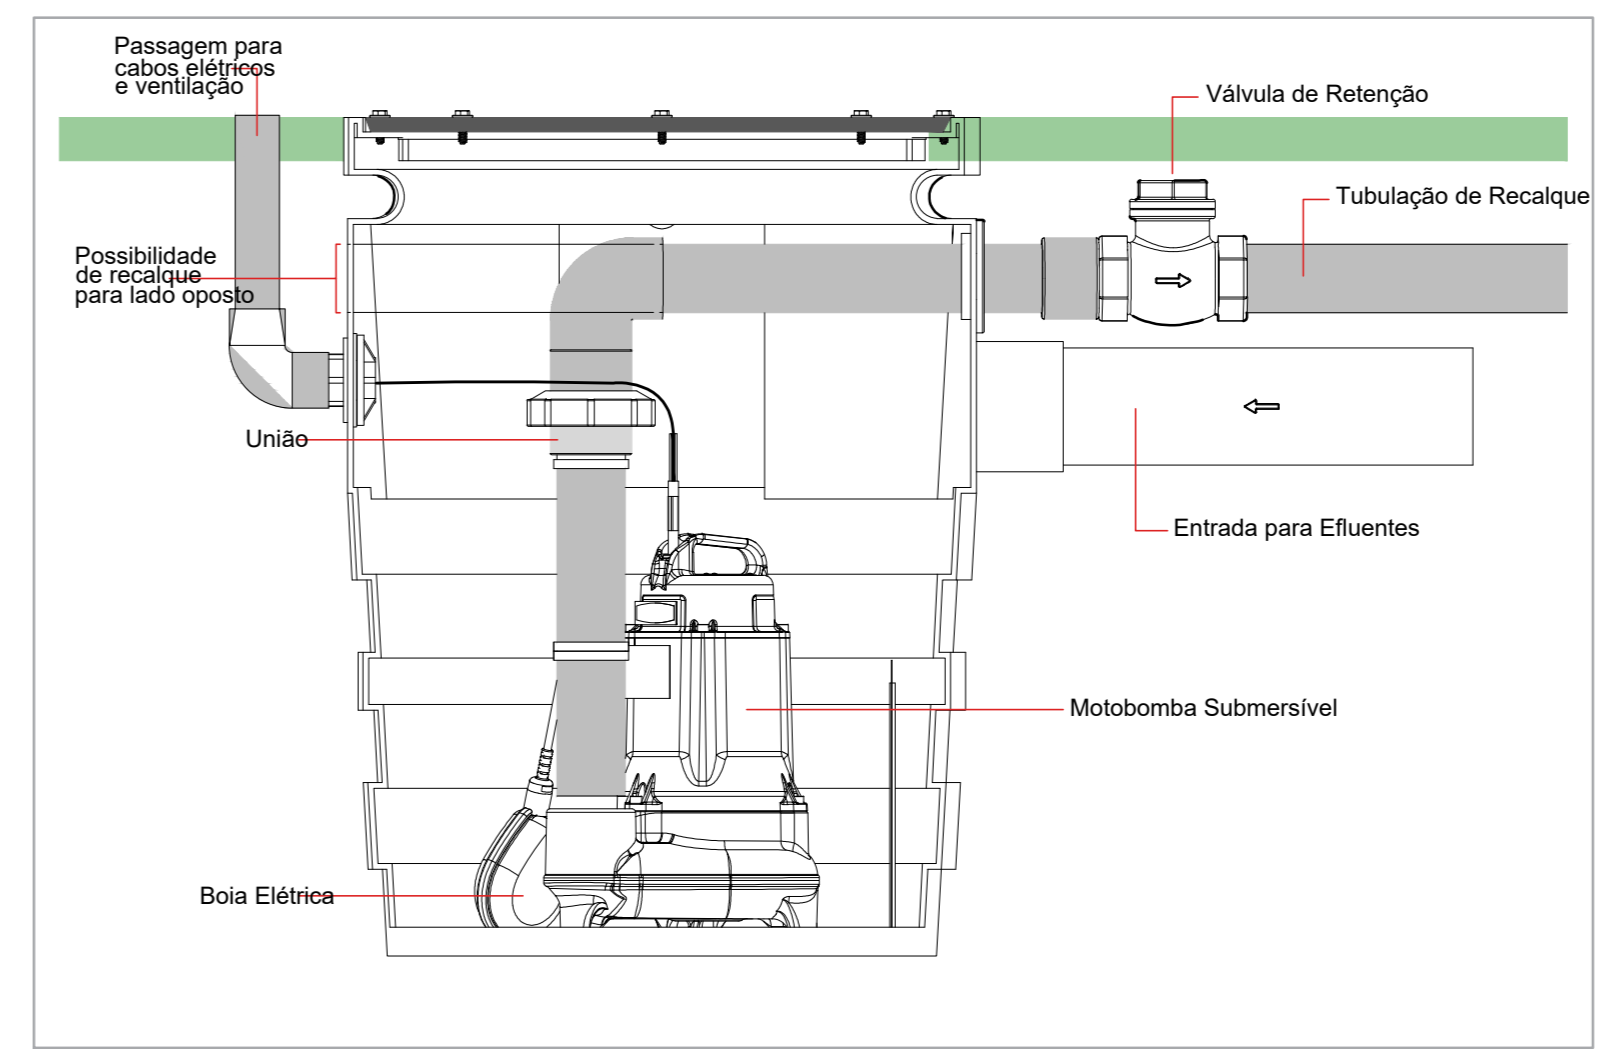 Passagem para
cabos elétricos
e ventilação
Válvula de Retenção
Tubulação de Recalque
Possibilidade
de recalque
para lado oposto
União
Entrada para Efluentes
Motobomba Submersível
Boia Elétrica